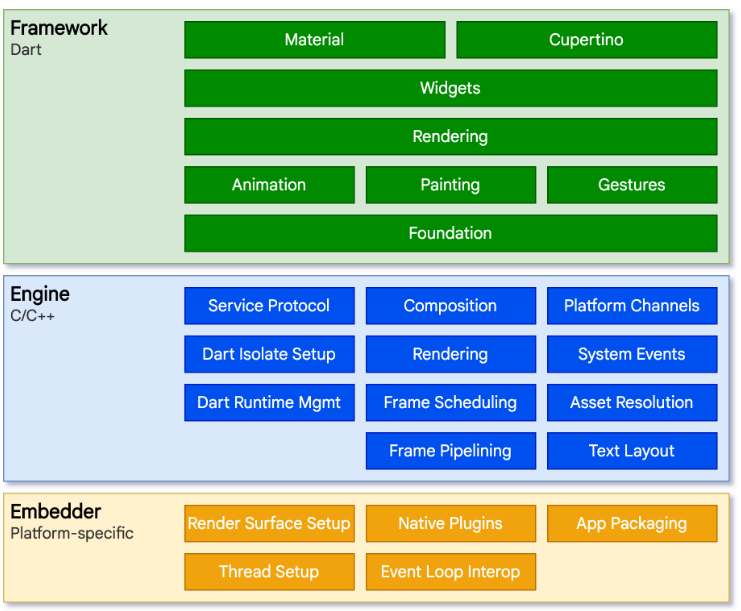 Framework
Dart
Material
Cupertino
Widgets
Rendering
Animation
Painting
Gestures
Foundation
Engine
C/C++
Service Protocol
Composition
Platform Channels
Dart Isolate Setup
Rendering
System Events
Dart Runtime Mgmt
Frame Scheduling
Asset Resolution
Frame Pipelining
Text Layout
Embedder
Platform-specific
Render Surface Setup
Native Plugins
App Packaging
Thread Setup
Event Loop Interop